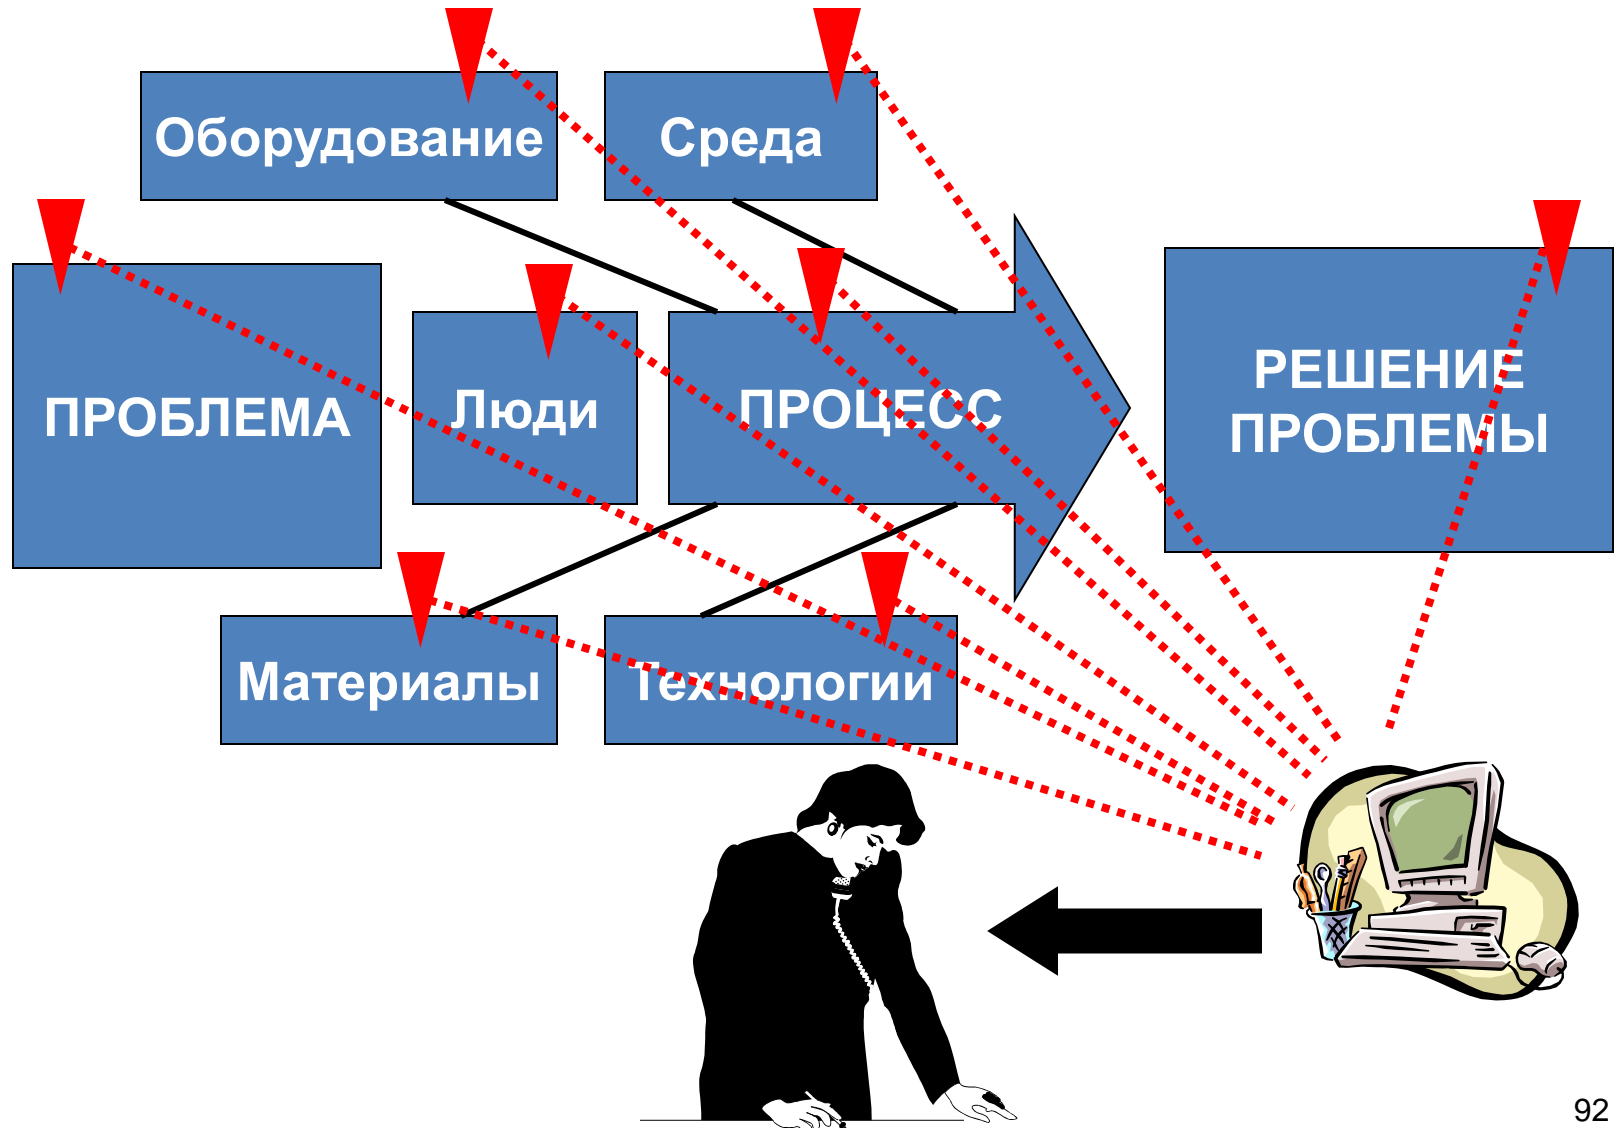 Оборудование
Среда
ПРОБЛЕМА
Люди
ПРОЦЕСС
РЕШЕНИЕ
ПРОБЛЕМЫ
Материалы
Технологии
92